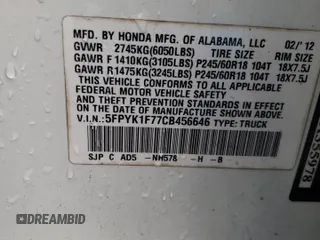 MFD. BY HONDA MFG. OF ALABAMA, LLC 02/'12
GVWR 2745KG(6050LBS) TIRE SIZE RIM SIZE
GAWR F 1410KG(3105LBS) P245/60R18 104T 18X7.5J
GAWR R1475KG(3245LBS) P245/60R18 104T 18X7.5J
THIS VEHICLE CONFORMS TO ALL APPLICABLE
FEDERAL MOTOR VEHICLE SAFETY STANDARDS IN
EFFECT ON THE DATE OF MANUFACTURE SHOWN ABOVE.
V.I.N.: 5FPYK1F77CB456646 TYPE: TRUCK
SJP C AD5 -NH578 -H -B
DREAMBID